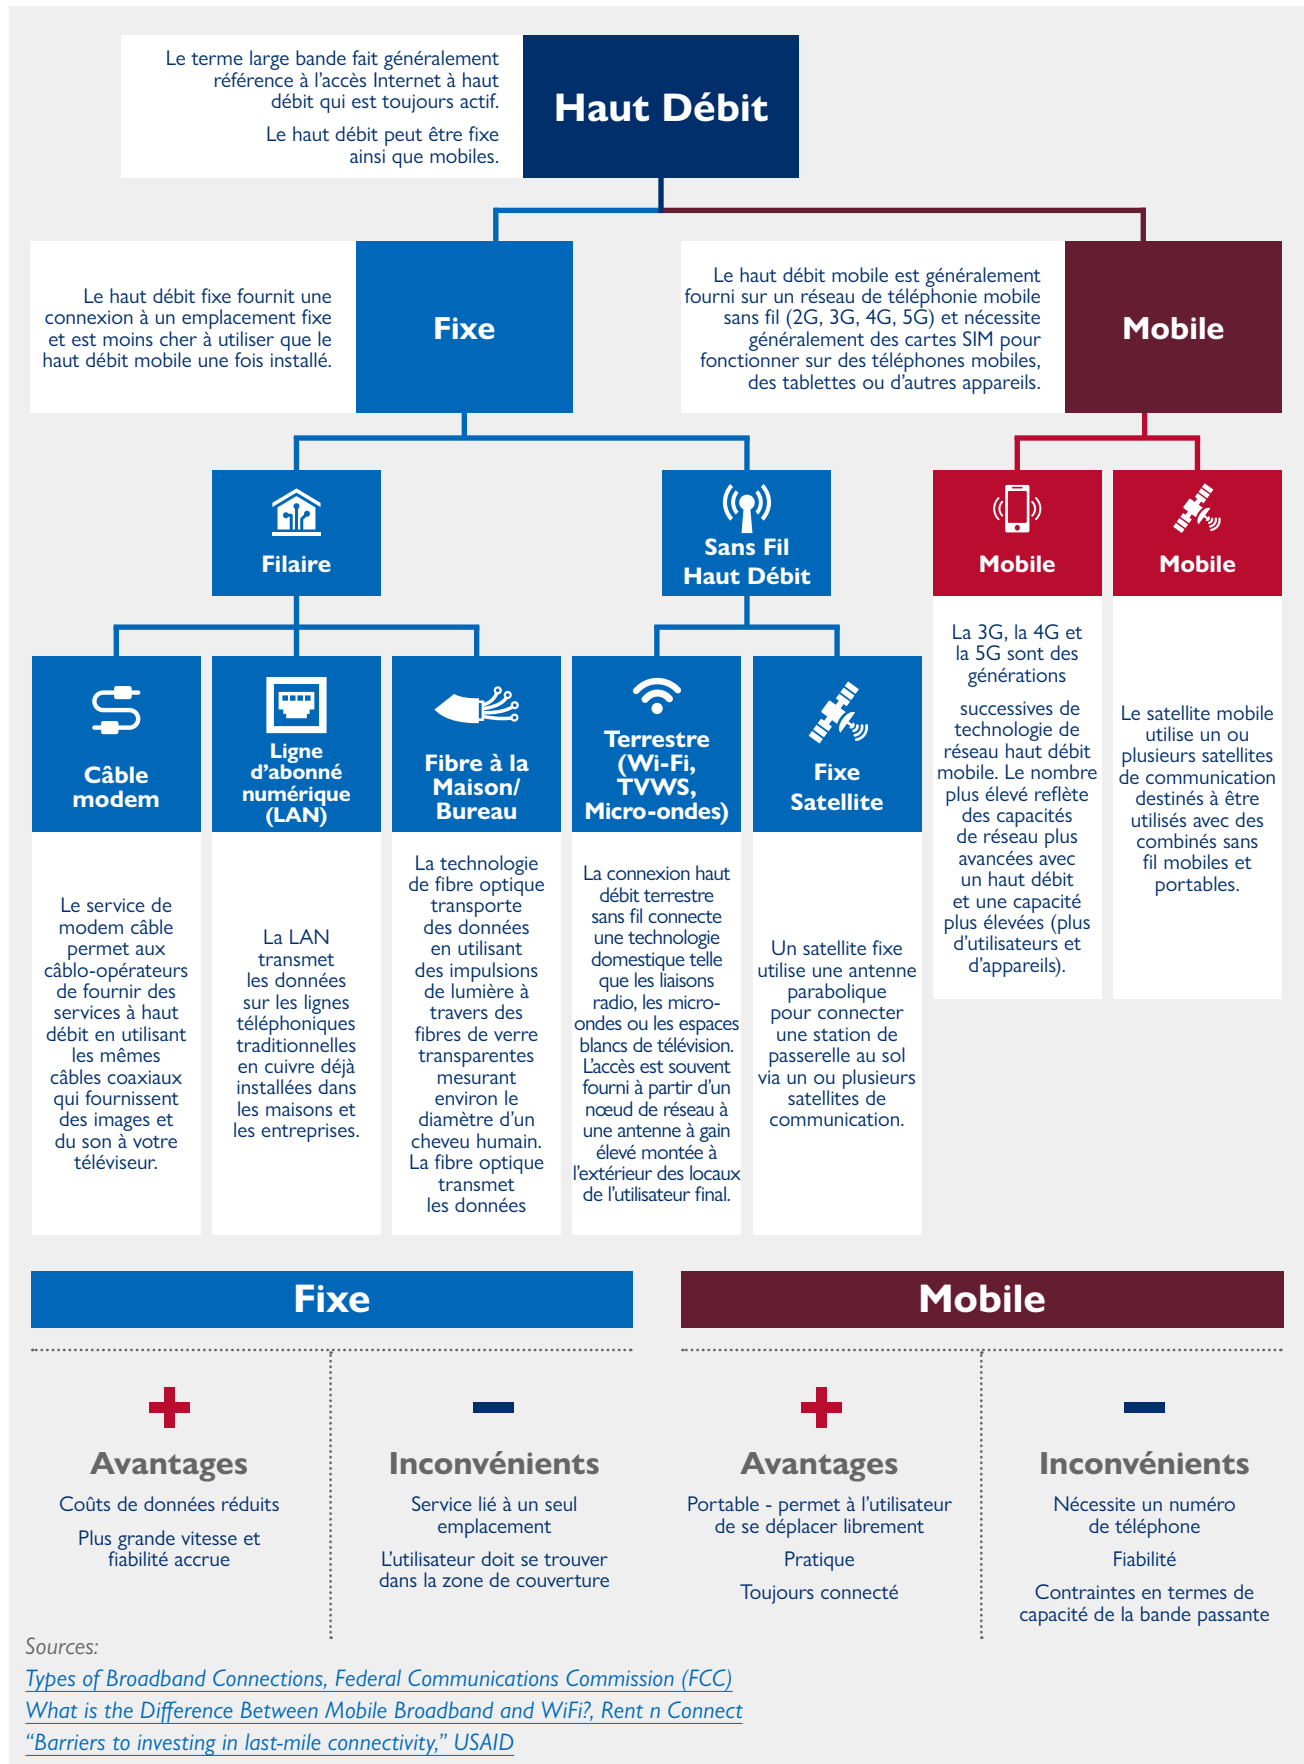 Le terme large bande fait généralement
référence à l'accès Internet à haut
débit qui est toujours actif.
Le haut débit peut être fixe
ainsi que mobiles.
Haut Débit
Le haut débit fixe fournit une
connexion à un emplacement fixe
et est moins cher à utiliser que le
haut débit mobile une fois installé.
Fixe
Le haut débit mobile est généralement
fourni sur un réseau de téléphonie mobile
sans fil (2G, 3G, 4G, 5G) et nécessite
généralement des cartes SIM pour
fonctionner sur des téléphones mobiles,
des tablettes ou d'autres appareils.
Mobile
Filaire
Sans Fil
Haut Débit
Mobile
Mobile
Câble
modem
Ligne
d'abonné
numérique
(LAN)
Fibre à la
Maison/
Bureau
Terrestre
(Wi-Fi,
TVWS,
Micro-ondes)
Fixe
Satellite
La 3G, la 4G et
la 5G sont des
générations
successives de
technologie de
réseau haut débit
mobile. Le nombre
plus élevé reflète
des capacités
de réseau plus
avancées avec
un haut débit
et une capacité
plus élevées (plus
d'utilisateurs et
d'appareils).
Le satellite mobile
utilise un ou
plusieurs satellites
de communication
destinés à être
utilisés avec des
combinés sans
fil mobiles et
portables.
Le service de
modem câble
permet aux
câblo-opérateurs
de fournir des
services à haut
débit en utilisant
les mêmes
câbles coaxiaux
qui fournissent
des images et
du son à votre
téléviseur.
La LAN
transmet
les données
sur les lignes
téléphoniques
traditionnelles
en cuivre déjà
installées dans
les maisons et
les entreprises.
La technologie
de fibre optique
transporte
des données
en utilisant
des impulsions
de lumière à
travers des
fibres de verre
transparentes
mesurant
environ le
diamètre d'un
cheveu humain.
La fibre optique
transmet
les données
La connexion haut
débit terrestre
sans fil connecte
une technologie
domestique telle
que les liaisons
radio, les micro-
ondes ou les espaces
blancs de télévision.
L'accès est souvent
fourni à partir d'un
nœud de réseau à
une antenne à gain
élevé montée à
l'extérieur des locaux
de l'utilisateur final.
Un satellite fixe
utilise une antenne
parabolique
pour connecter
une station de
passerelle au sol
via un ou plusieurs
satellites de
communication.
Fixe
Avantages
Coûts de données réduits
Plus grande vitesse et
fiabilité accrue
Inconvénients
Service lié à un seul
emplacement
L'utilisateur doit se trouver
dans la zone de couverture
Mobile
Avantages
Portable - permet à l'utilisateur
de se déplacer librement
Pratique
Toujours connecté
Inconvénients
Nécessite un numéro
de téléphone
Fiabilité
Contraintes en termes de
capacité de la bande passante
Sources:
Types of Broadband Connections, Federal Communications Commission (FCC)
What is the Difference Between Mobile Broadband and WiFi?, Rent n Connect
“Barriers to investing in last-mile connectivity,” USAID